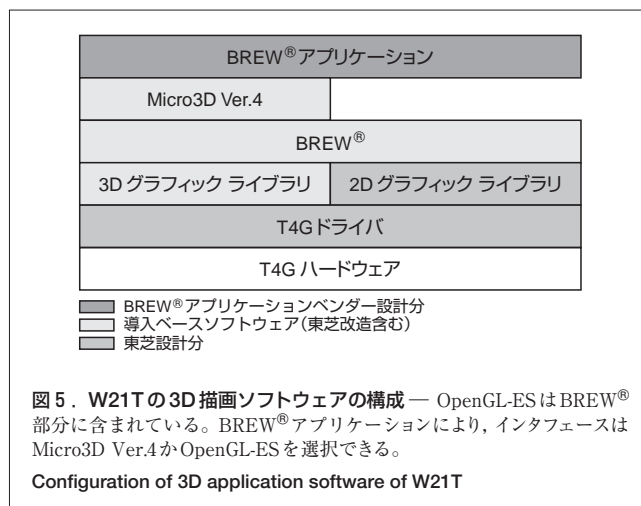 BREW®アプリケーション
Micro3D Ver.4
BREW®
3D グラフィック ライブラリ
2D グラフィック ライブラリ
T4Gドライバ
T4G ハードウェア
BREW®アプリケーションベンダー設計分
導入ベースソフトウェア(東芝改造含む)
東芝設計分
図5. W21Tの3D描画ソフトウェアの構成 — OpenGL-ESはBREW®
部分に含まれている。BREW®アプリケーションにより,インタフェースは
Micro3D Ver.4かOpenGL-ESを選択できる。
Configuration of 3D application software of W21T